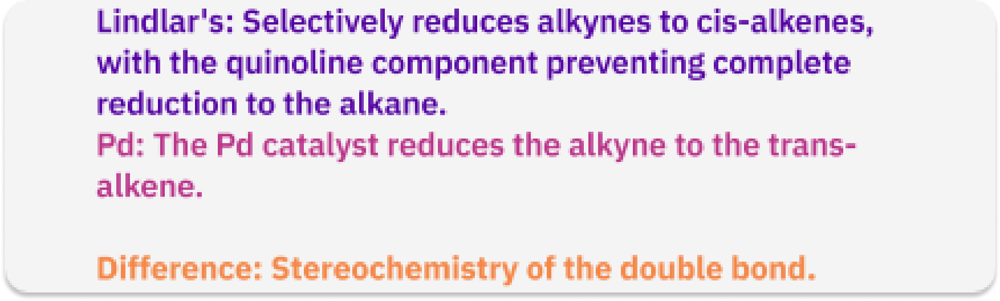 Lindlar's: Selectively reduces alkynes to cis-alkenes,
with the quinoline component preventing complete
reduction to the alkane.
Pd: The Pd catalyst reduces the alkyne to the trans-
alkene.
Difference: Stereochemistry of the double bond.